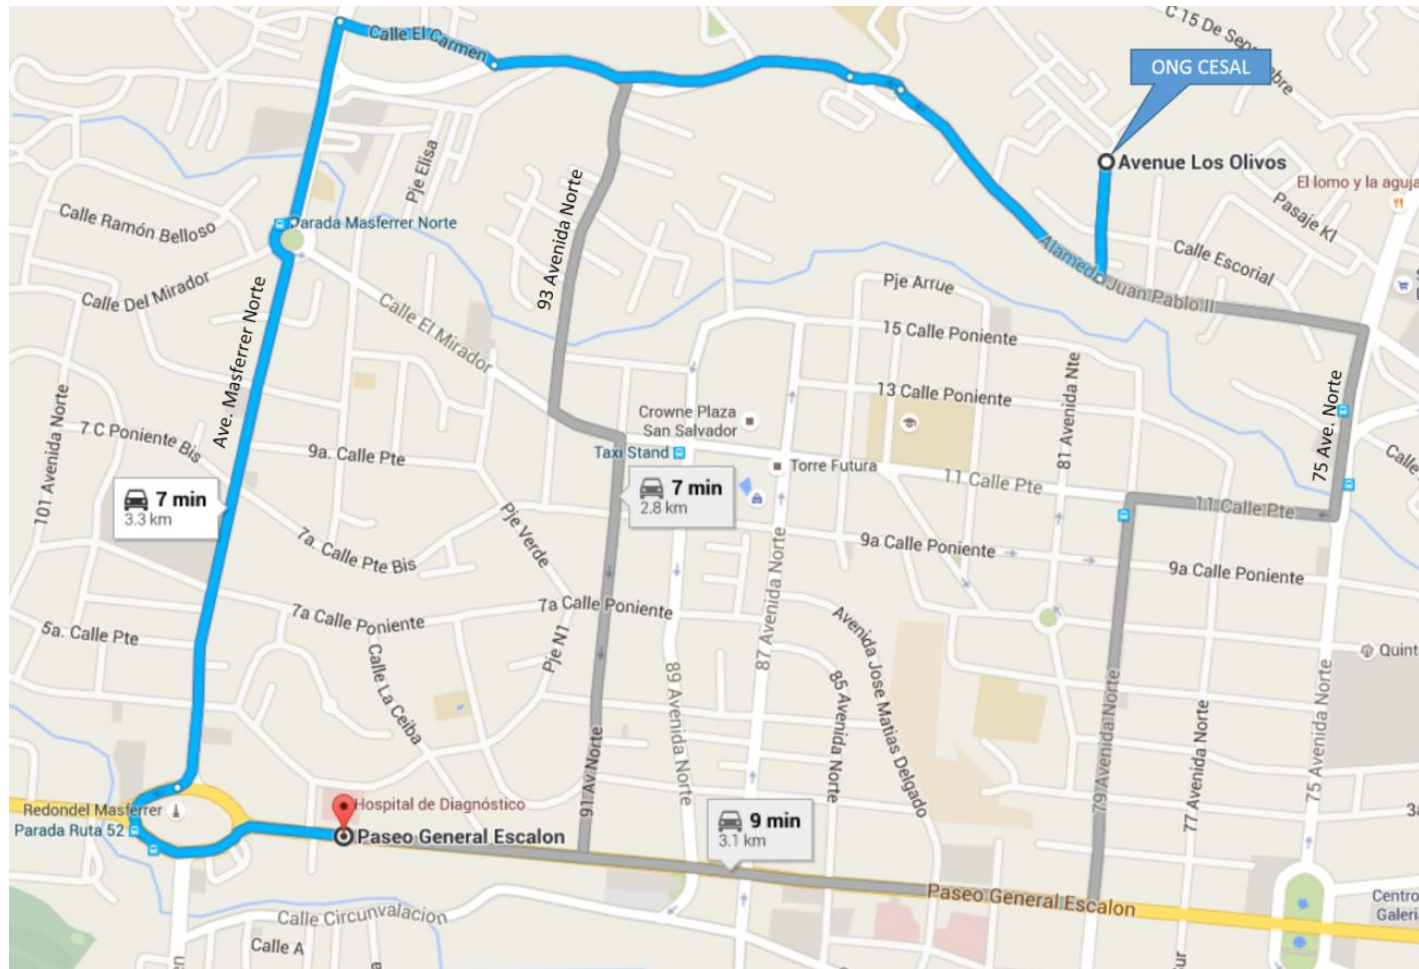 C 15 De Septiembre
Calle El Carmen
ONG CESAL
Avenue Los Olivos
El lomo y la aguja
Pje Elisa
Pasaje KI
Calle Ramón Belloso
Parada Masferrer Norte
93 Avenida Norte
Alameda Juan Pablo II
Calle Escorial
Calle Del Mirador
Pje Arrue
Calle El Mirador
15 Calle Poniente
Ave. Masferrer Norte
81 Avenida Nte
13 Calle Poniente
75 Ave. Norte
101 Avenida Norte
7 C Poniente Bis
Crowne Plaza
San Salvador
9a. Calle Pte
Taxi Stand
Torre Futura
11 Calle Pte
11 Calle Pte
7 min
3.3 km
7 min
2.8 km
Pje Verde
7a. Calle Pte Bis
9a Calle Poniente
9a Calle Poniente
87 Avenida Norte
7a Calle Poniente
7a Calle Poniente
5a. Calle Pte
Pje N1
Calle La Ceiba
Avenida Jose Matias Delgado
85 Avenida Norte
89 Avenida Norte
91 Av Norte
79 Avenida Norte
77 Avenida Norte
75 Avenida Norte
Redondel Masferrer
Parada Ruta 52
Hospital de Diagnóstico
Paseo General Escalon
9 min
3.1 km
Paseo General Escalon
Calle Circunvalacion
Calle A
Centro